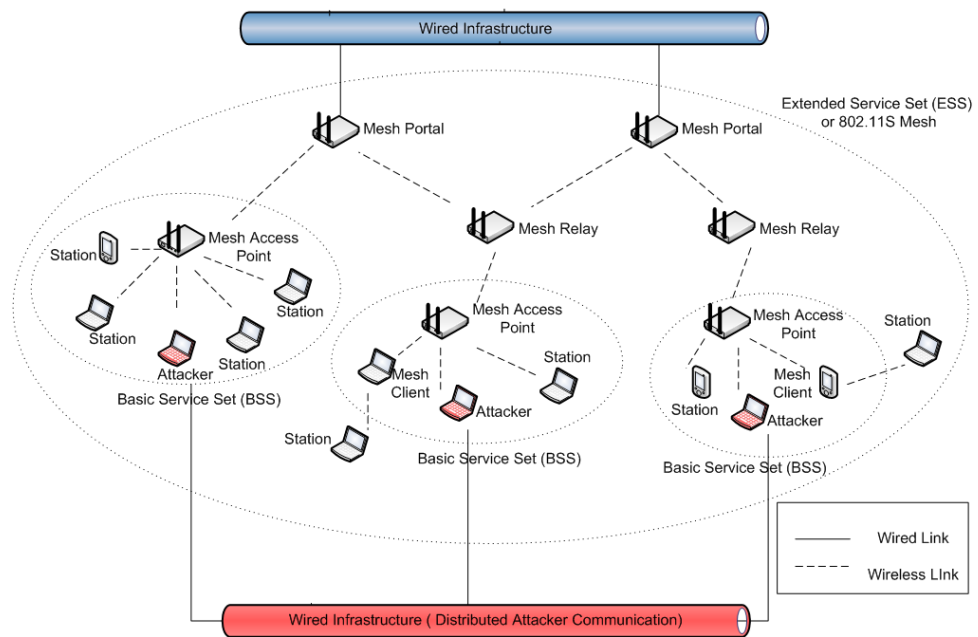 Wired Infrastructure
Extended Service Set (ESS)
or 802.11S Mesh
Mesh Portal
Mesh Portal
Mesh Relay
Mesh Relay
Mesh Access
Point
Station
Station
Station
Station
Attacker
Basic Service Set (BSS)
Mesh Access
Point
Mesh
Client
Station
Attacker
Station
Basic Service Set (BSS)
Mesh Access
Point
Station
Mesh
Client
Station
Attacker
Basic Service Set (BSS)
Wired Link
Wireless LInk
Wired Infrastructure ( Distributed Attacker Communication)